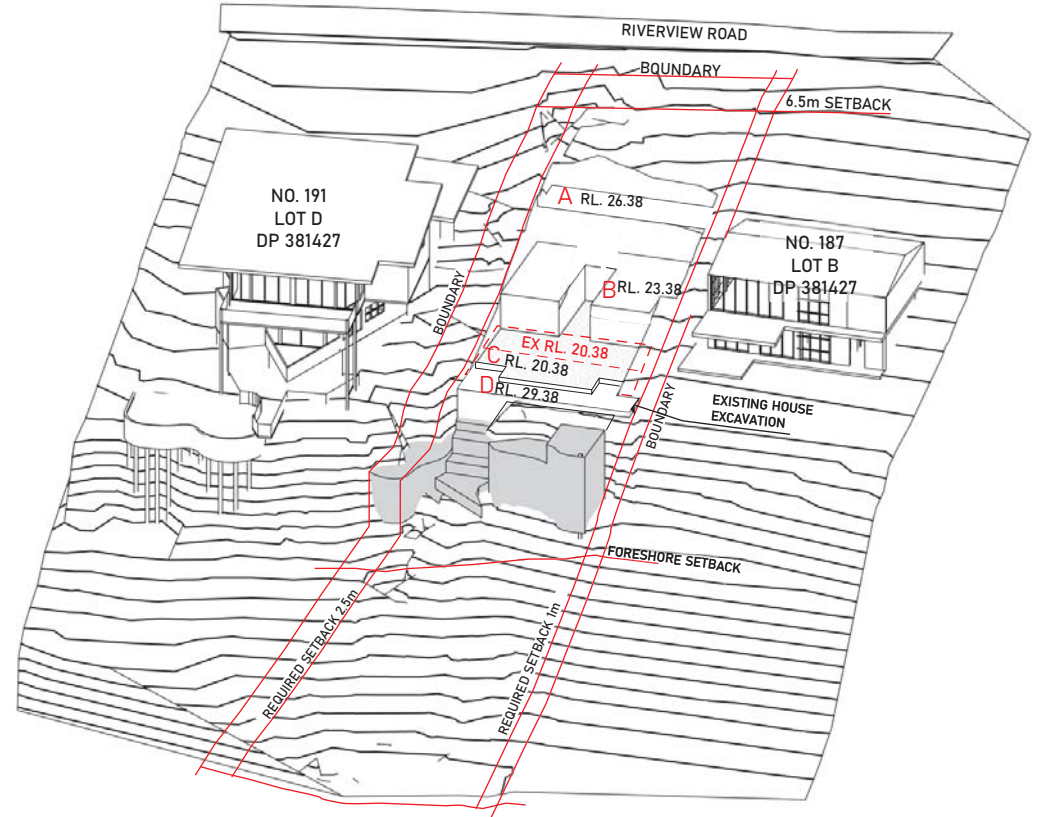 RIVERVIEW ROAD
BOUNDARY
6.5m SETBACK
NO. 191
LOT D
DP 381427
A RL. 26.38
NO. 187
LOT B
DP 381427
B RL. 23.38
BOUNDARY
EX RL. 20.38
C RL. 20.38
D RL. 29.38
EXISTING HOUSE
EXCAVATION
BOUNDARY
FORESHORE SETBACK
REQUIRED SETBACK 2.5m
REQUIRED SETBACK 1m